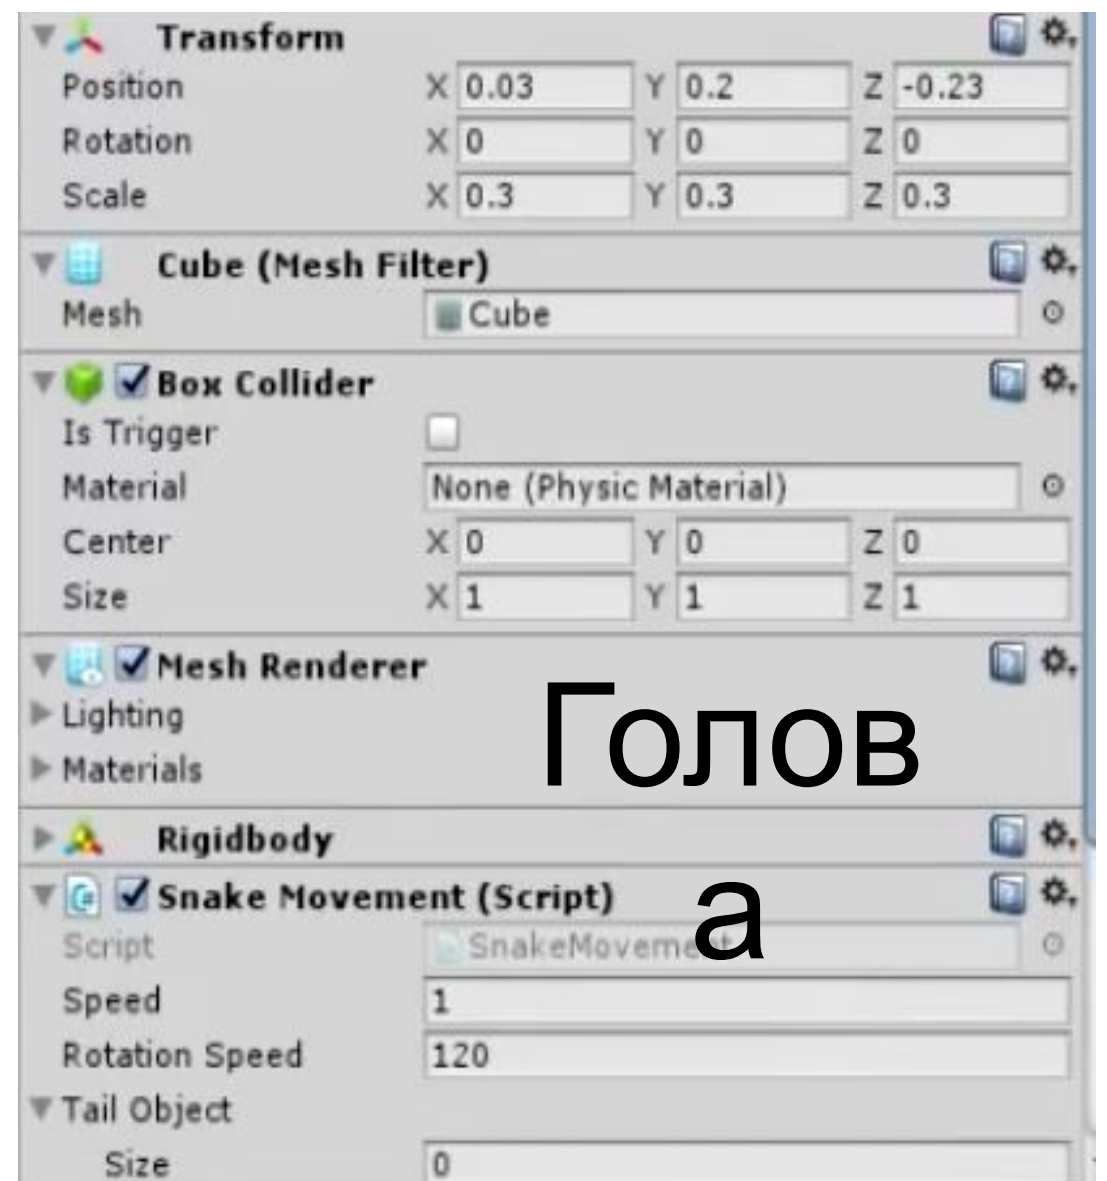 Transform
Position X 0.03 Y 0.2 Z -0.23
Rotation X 0 Y 0 Z 0
Scale X 0.3 Y 0.3 Z 0.3
Cube (Mesh Filter)
Mesh Cube
Box Collider
Is Trigger
Material None (Physic Material)
Center X 0 Y 0 Z 0
Size X 1 Y 1 Z 1
Mesh Renderer
Lighting
Materials
Голов
а
Rigidbody
Snake Movement (Script)
Script SnakeMovement
Speed 1
Rotation Speed 120
Tail Object
Size 0